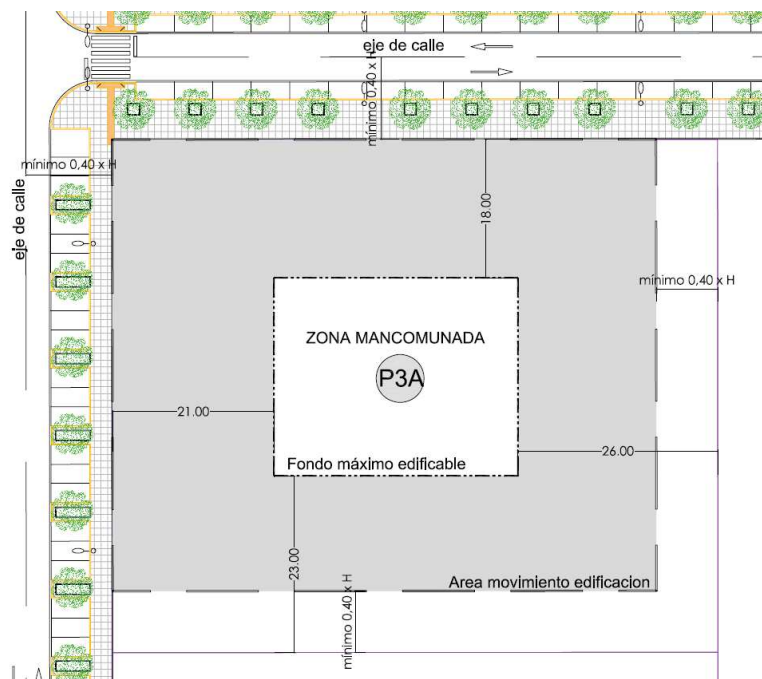 eje de calle
mínimo 0,40 x H
mínimo 0,40 x H
eje de calle
18.00
mínimo 0,40 x H
ZONA MANCOMUNADA
P3A
21.00
26.00
Fondo máximo edificable
23.00
Area movimiento edificacion
mínimo 0,40 x H